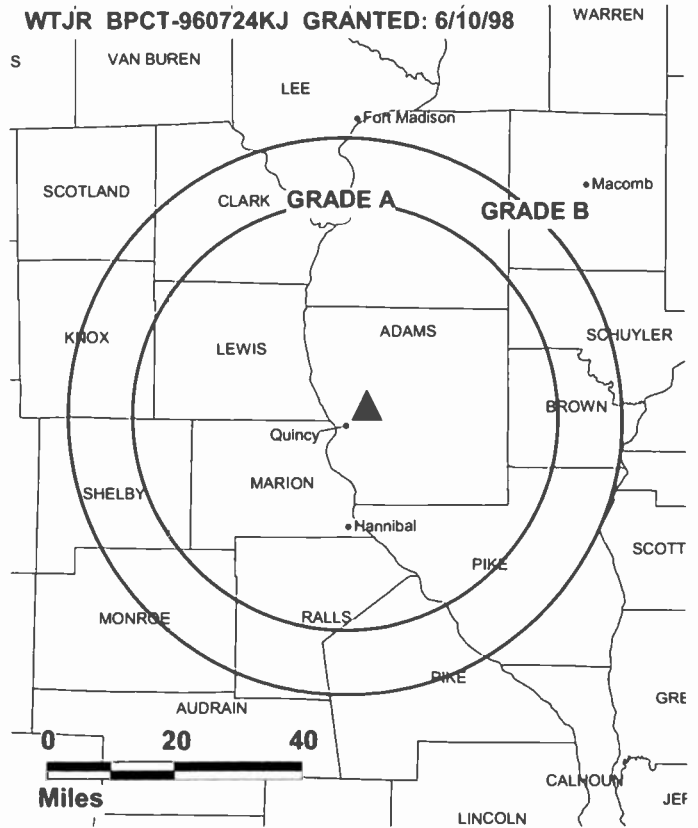 WTJR BPCT-960724KJ GRANTED: 6/10/98
WARREN
S
VAN BUREN
LEE
Fort Madison
SCOTLAND
CLARK
Macomb
GRADE A
GRADE B
KNOX
LEWIS
ADAMS
SCHUYLER
BROWN
Quincy
SHELBY
MARION
Hannibal
SCOTT
PIKE
MONROE
RALLS
PIKE
GRE
AUDRAIN
0 20 40
Miles
CALHOUN
JEF
LINCOLN